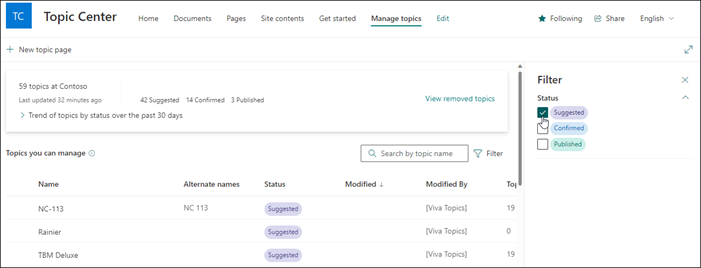 TC Topic Center Home Documents Pages Site contents Get started Manage topics Edit Following Share English
+ New topic page
59 topics at Contoso
Last updated 32 minutes ago 42 Suggested 14 Confirmed 3 Published View removed topics
Trend of topics by status over the past 30 days
Topics you can manage Search by topic name Filter
Name Alternate names Status Modified ↓ Modified By Top
NC-113 NC 113 Suggested [Viva Topics] 19
Rainier Suggested [Viva Topics] 0
TBM Deluxe Suggested [Viva Topics] 19
Filter
Status
Suggested
Confirmed
Published